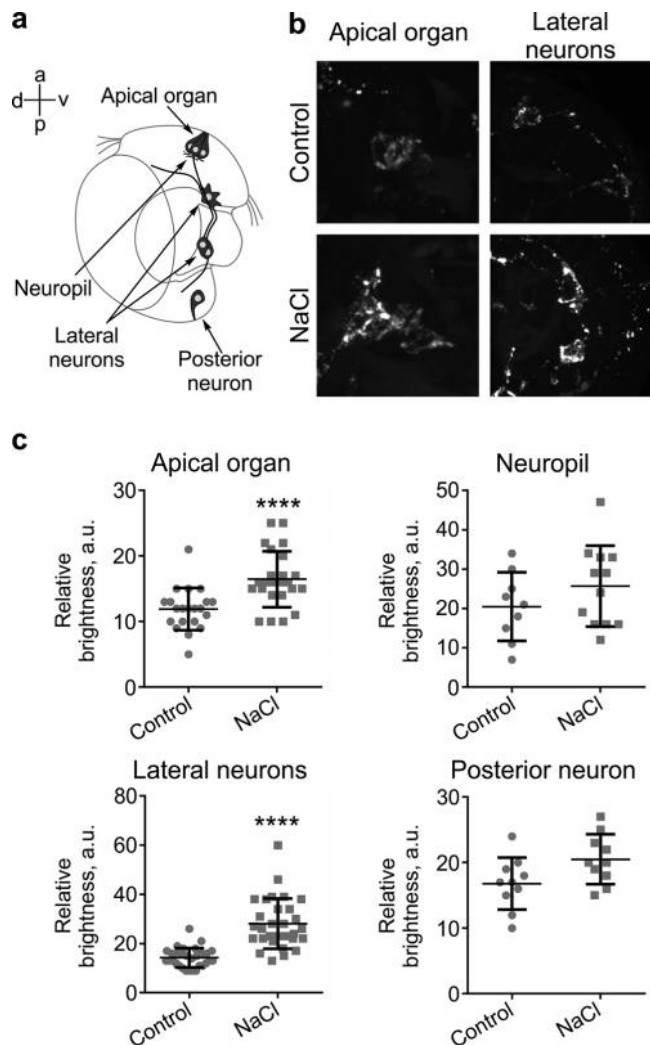 a
a
d
v
p
Apical organ
Neuropil
Lateral
neurons
Posterior
neuron
b
Apical organ
Lateral
neurons
Control
NaCl
c
Apical organ
Relative
brightness, a.u.
30
20
10
0
****
Control
NaCl
Neuropil
Relative
brightness, a.u.
50
40
30
20
10
0
Control
NaCl
Lateral neurons
Relative
brightness, a.u.
80
60
40
20
0
****
Control
NaCl
Posterior neuron
Relative
brightness, a.u.
30
20
10
0
Control
NaCl